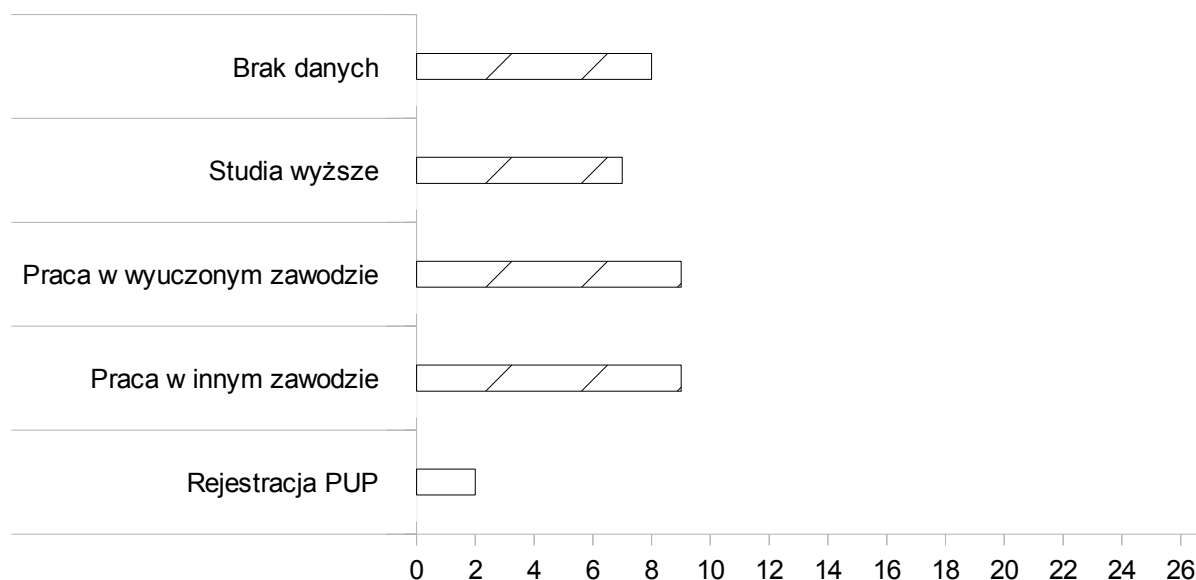 Brak danych
Studia wyższe
Praca w wyuczonym zawodzie
Praca w innym zawodzie
Rejestracja PUP
0 2 4 6 8 10 12 14 16 18 20 22 24 26